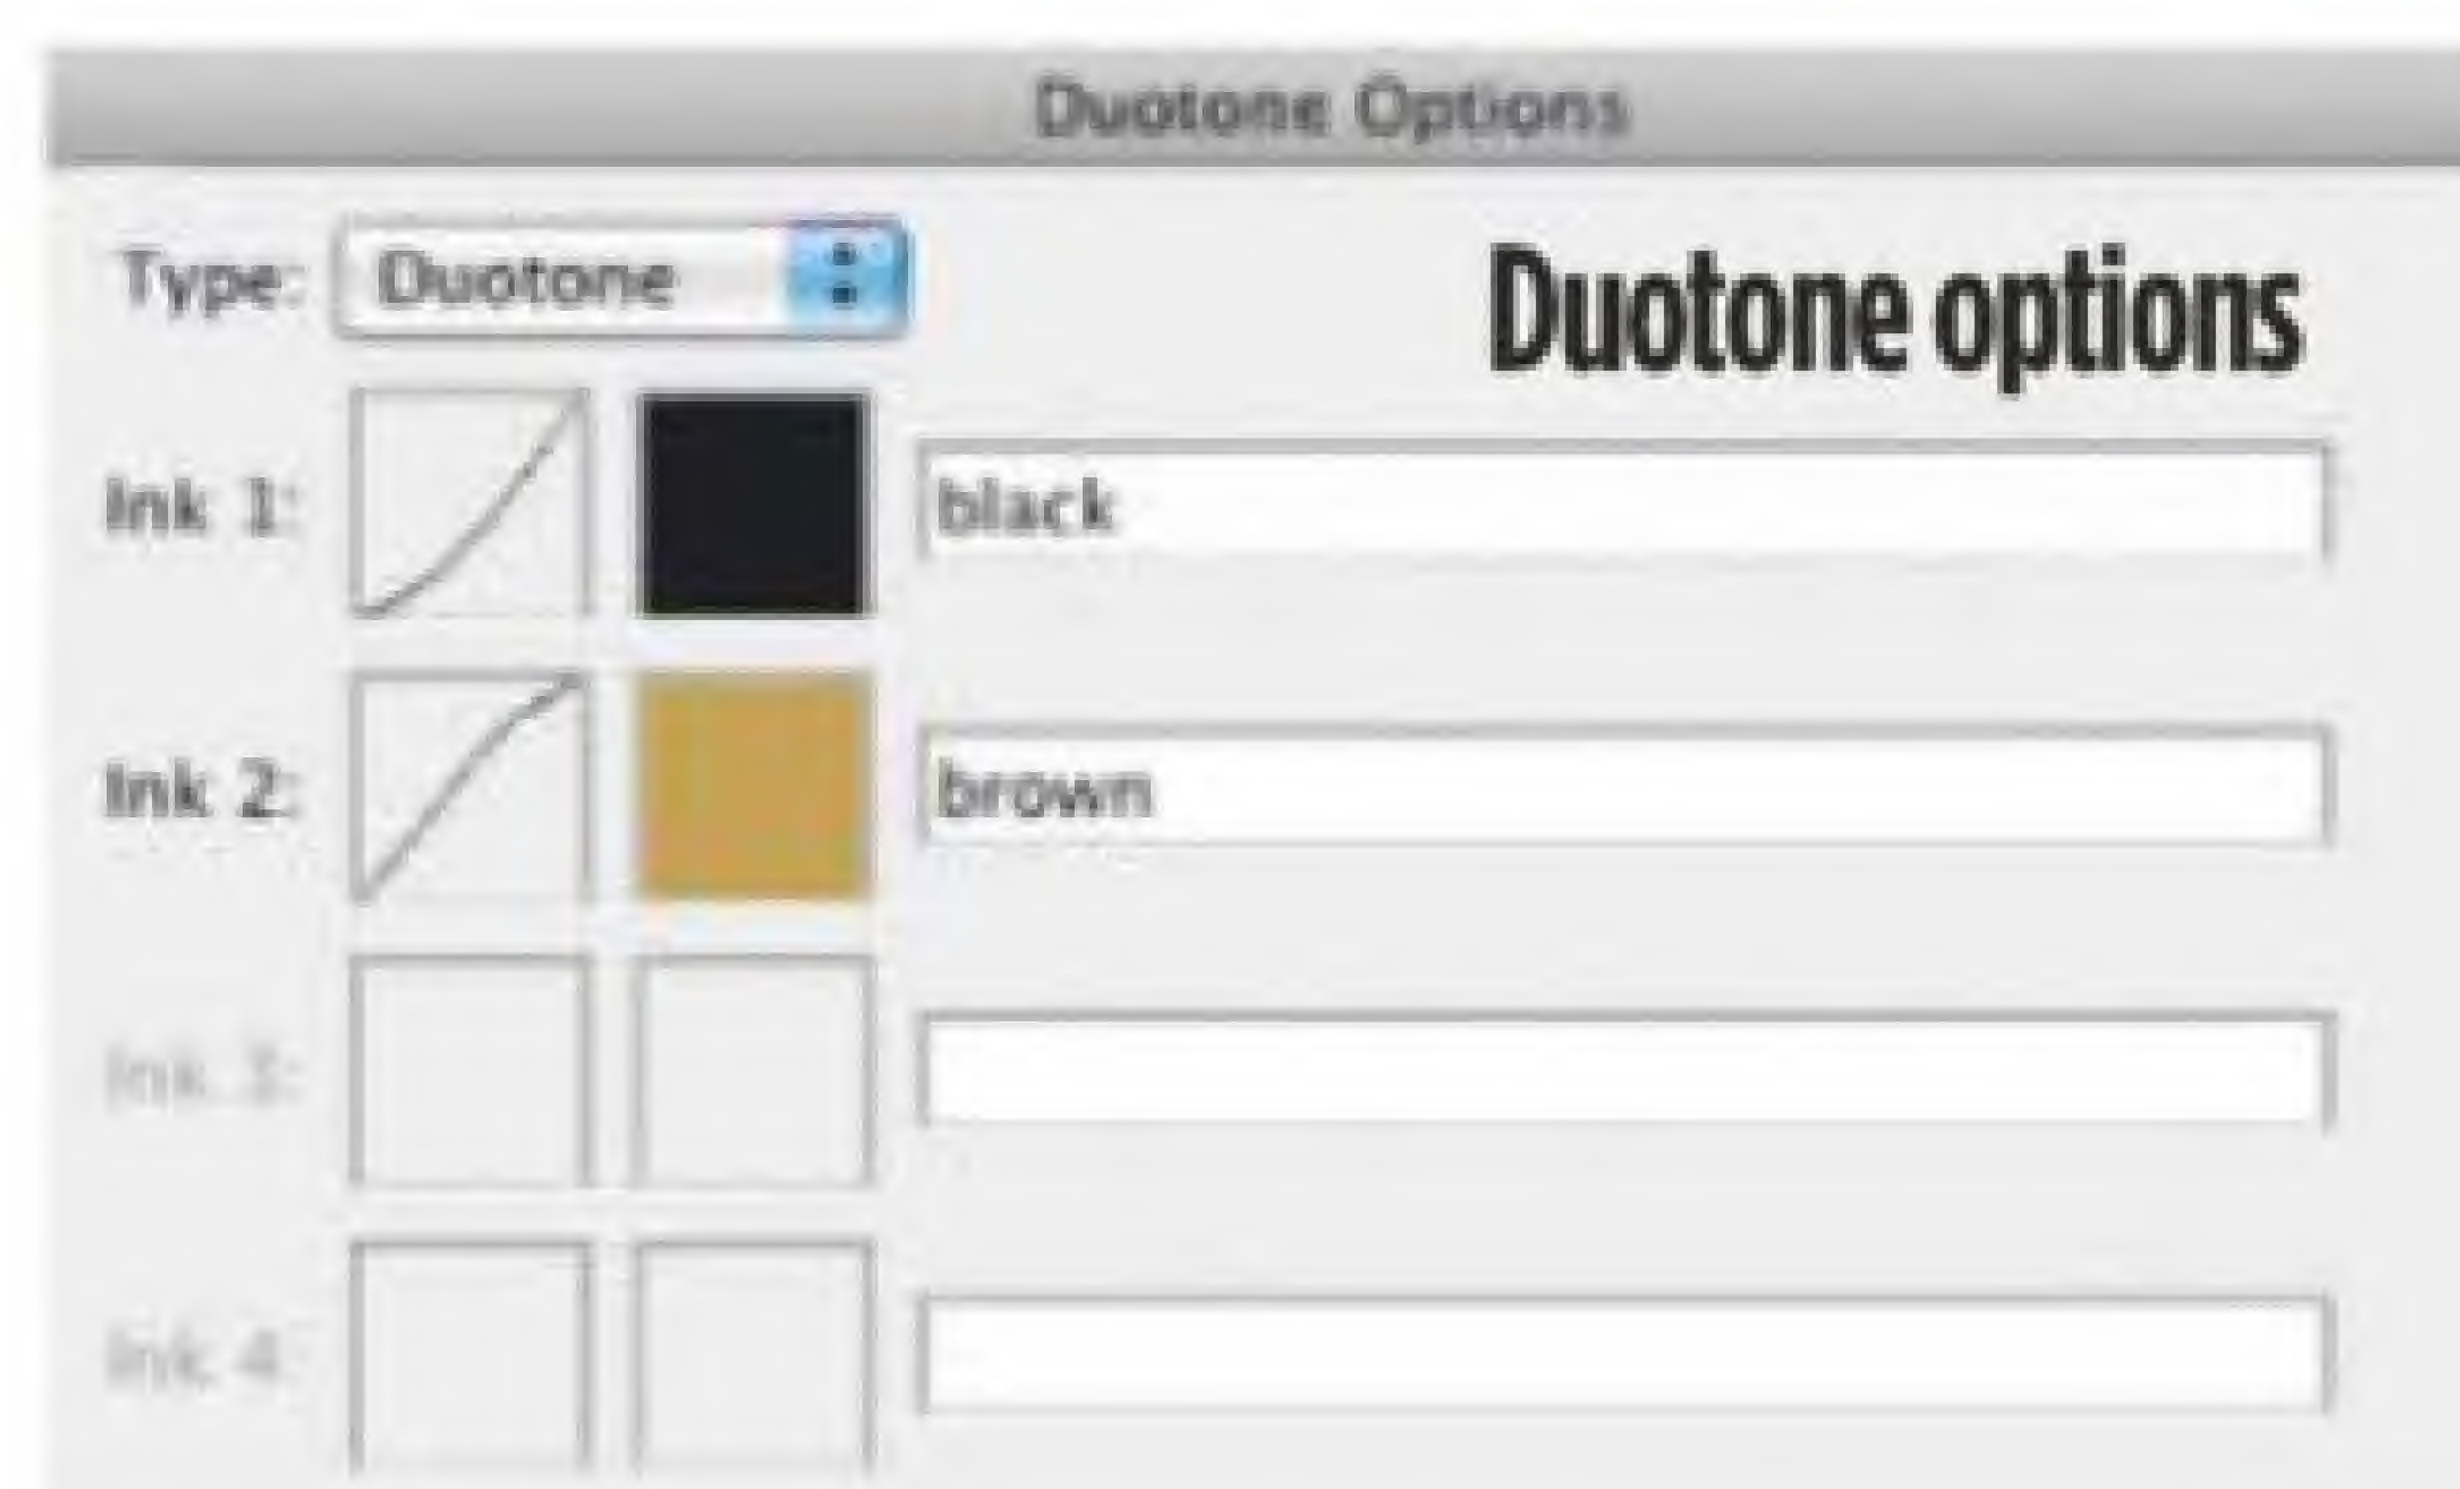 Duotone Options
Type: Duotone
Duotone options
Ink 1: black
Ink 2: brown
Ink 3:
Ink 4: